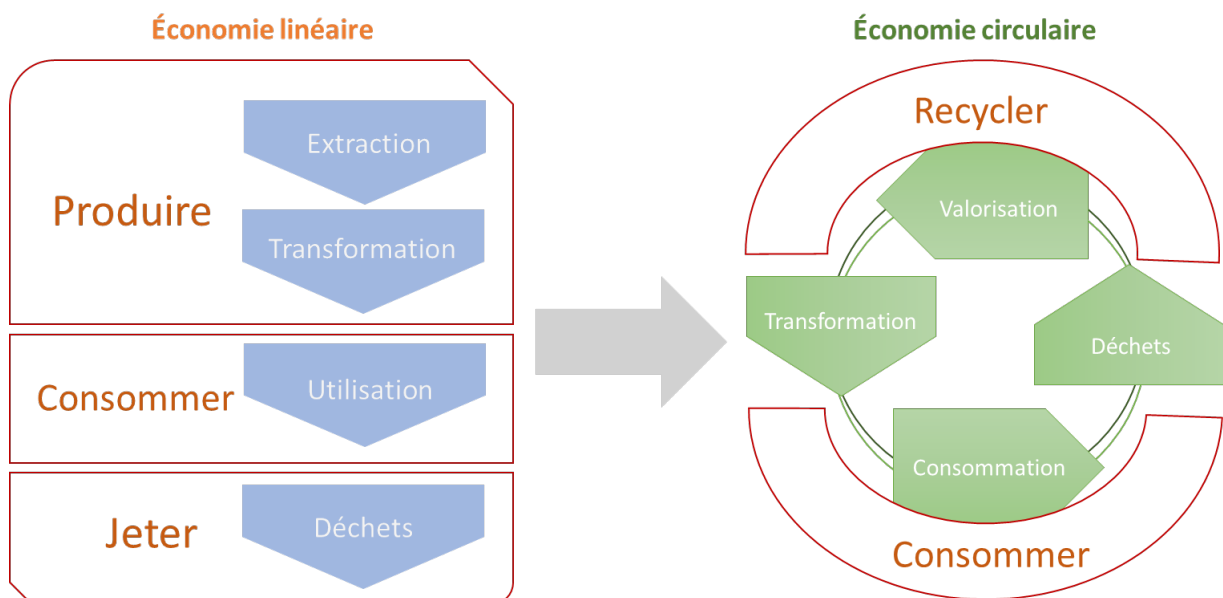 Économie linéaire
Produire
Extraction
Transformation
Consommer
Utilisation
Jeter
Déchets
Économie circulaire
Recycler
Valorisation
Transformation
Déchets
Consommation
Consommer